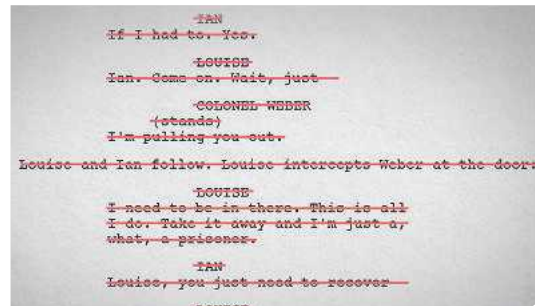 IAN
If I had to. Yes.
LOUISE
Ian. Come on. Wait, just
COLONEL WEBER
(stands)
I'm pulling you out.
Louise and Ian follow. Louise intercepts Weber at the door:
LOUISE
I need to be in there. This is all
I do. Take it away and I'm just a,
what, a prisoner.
IAN
Louise, you just need to recover
LOUISE